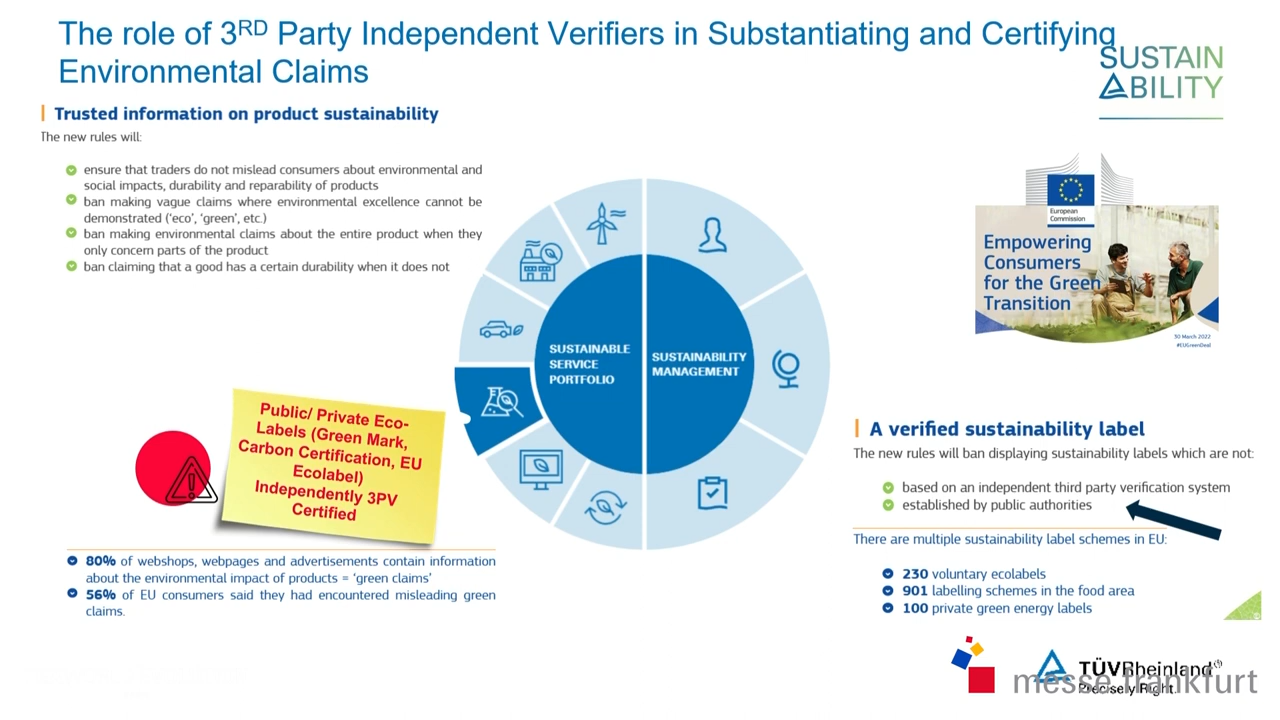 The role of 3RD Party Independent Verifiers in Substantiating and Certifying
Environmental Claims
SUSTAIN
ABILITY
Trusted information on product sustainability
The new rules will:
ensure that traders do not mislead consumers about environmental and
social impacts, durability and reparability of products
ban making vague claims where environmental excellence cannot be
demonstrated ('eco', 'green', etc.)
ban making environmental claims about the entire product when they
only concern parts of the product
ban claiming that a good has a certain durability when it does not
Public/ Private Eco-
Labels (Green Mark,
Carbon Certification, EU
Ecolabel)
Independently 3PV
Certified
80% of webshops, webpages and advertisements contain information
about the environmental impact of products = 'green claims'
56% of EU consumers said they had encountered misleading green
claims.
SUSTAINABLE
SERVICE
PORTFOLIO
SUSTAINABILITY
MANAGEMENT
European
Commission
Empowering
Consumers
for the Green
Transition
30 March 2022
#EUGreenDeal
A verified sustainability label
The new rules will ban displaying sustainability labels which are not:
based on an independent third party verification system
established by public authorities
There are multiple sustainability label schemes in EU:
230 voluntary ecolabels
901 labelling schemes in the food area
100 private green energy labels
TÜVRheinland®
Precisely Right.
messe frankfurt